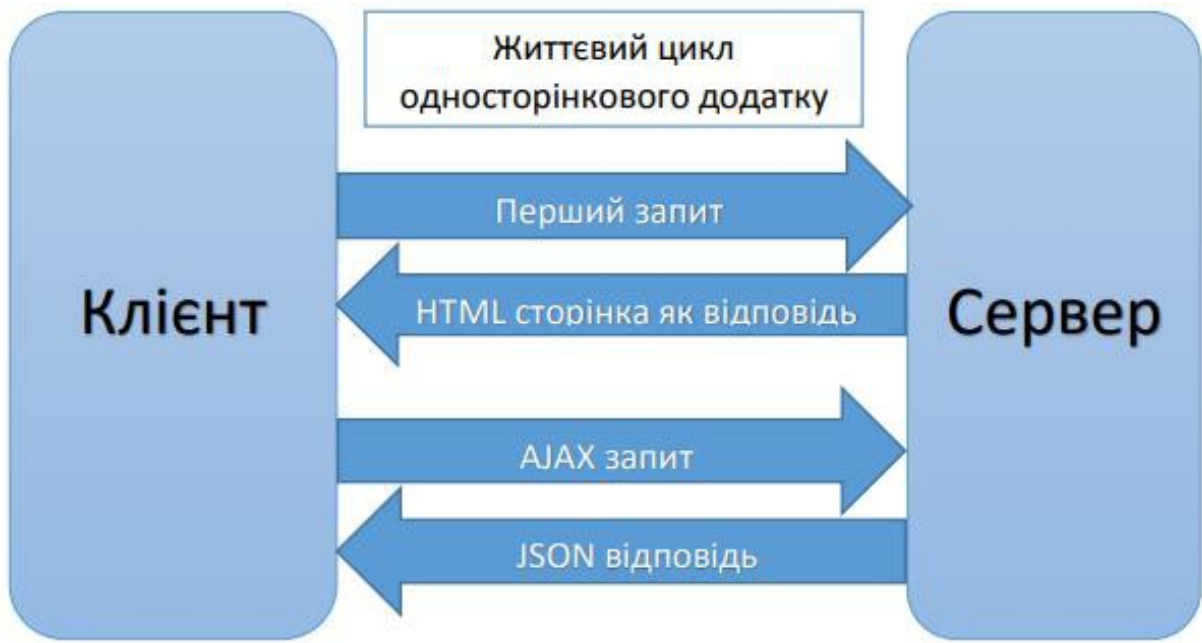 Життєвий цикл
односторінкового додатку
Перший запит
Клієнт
HTML сторінка як відповідь
Сервер
AJAX запит
JSON відповідь